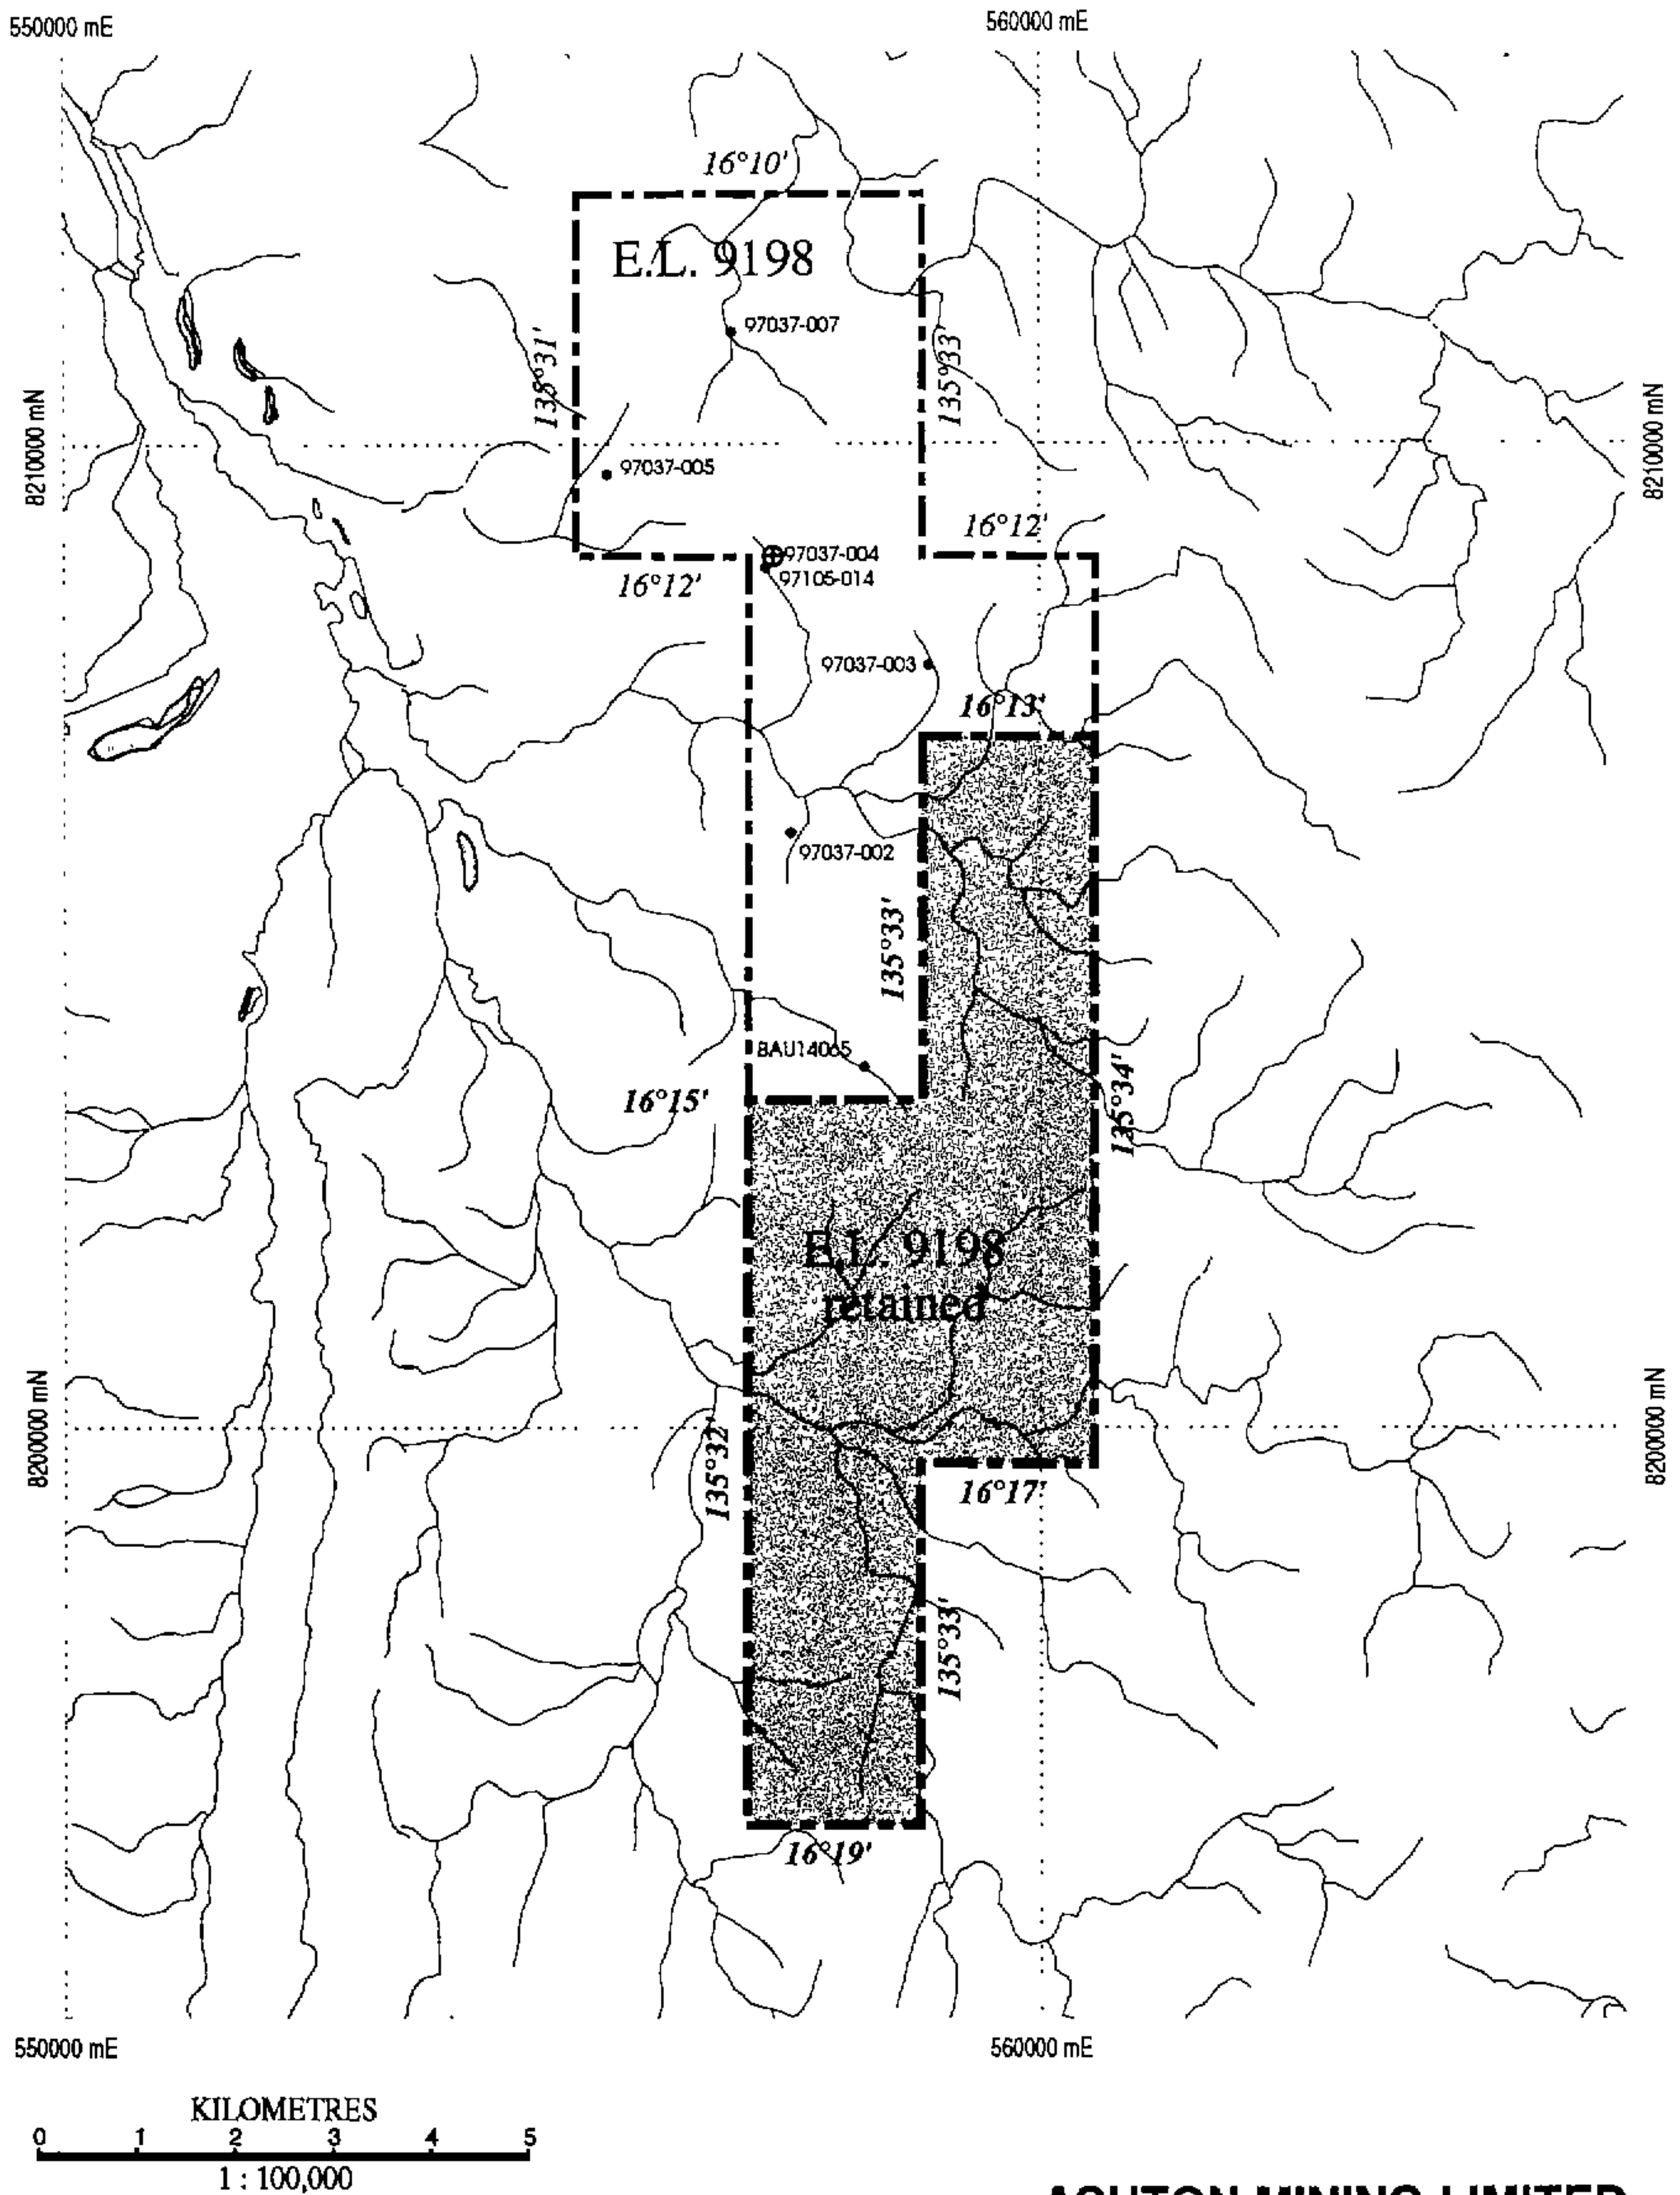 550000 mE
560000 mE
16°10'
E.L. 9198
97037-007
135°31'
135°33'
8210000 mN
8210000 mN
97037-005
16°12'
97037-004
16°12'
97105-014
97037-003
16°13'
97037-002
135°33'
BAU14065
16°15'
135°34'
E.L. 9198
retained
8200000 mN
8200000 mN
135°32'
16°17'
135°33'
16°19'
550000 mE
560000 mE
KILOMETRES
0 1 2 3 4 5
1 : 100,000
ASHTON MINING LIMITED